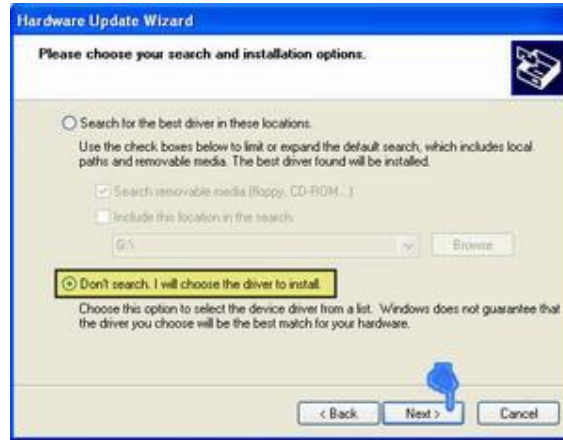 Hardware Update Wizard
Please choose your search and installation options.
Search for the best driver in these locations.
Use the check boxes below to limit or expand the default search, which includes local
paths and removable media. The best driver found will be installed.
Search removable media (floppy, CD-ROM...)
Include this location in the search:
G:\
Browse
Don't search. I will choose the driver to install.
Choose this option to select the device driver from a list. Windows does not guarantee that
the driver you choose will be the best match for your hardware.
< Back
Next >
Cancel